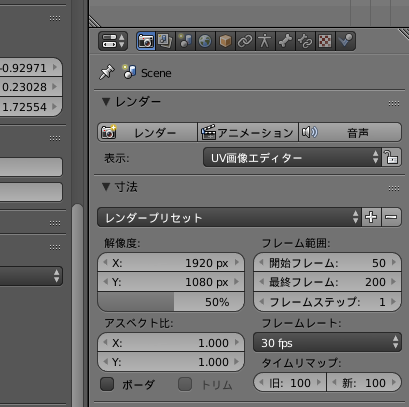 -0.92971
0.23028
1.72554
Scene
レンダー
レンダー アニメーション 音声
表示: UV画像エディター
寸法
レンダープリセット
解像度: フレーム範囲:
X: 1920 px 開始フレーム: 50
Y: 1080 px 最終フレーム: 200
50% フレームステップ: 1
アスペクト比: フレームレート:
X: 1.000 30 fps
Y: 1.000 タイムリマップ:
ボーダ トリム 旧: 100 新: 100